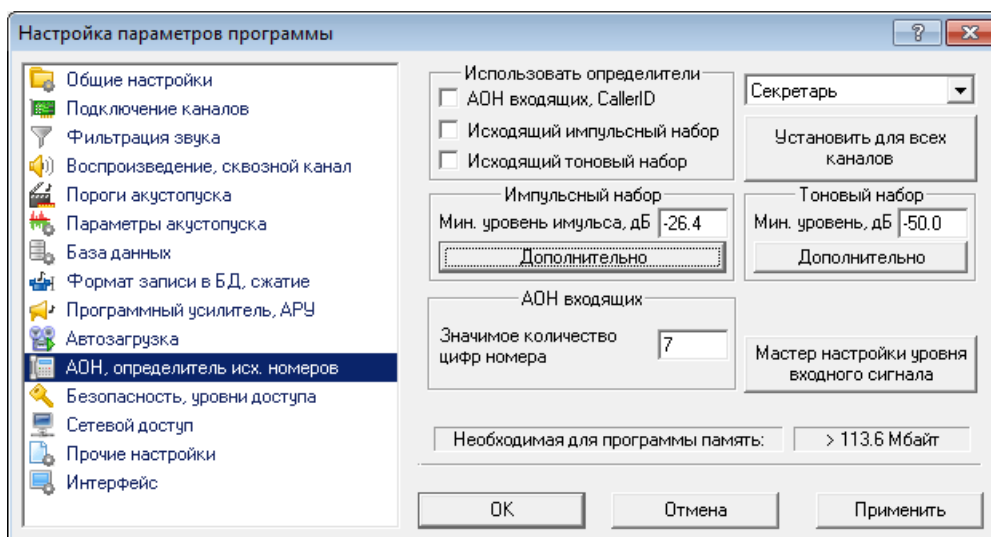 Настройка параметров программы
Общие настройки
Подключение каналов
Фильтрация звука
Воспроизведение, сквозной канал
Пороги акустопуска
Параметры акустопуска
База данных
Формат записи в БД, сжатие
Программный усилитель, АРУ
Автозагрузка
АОН, определитель исх. номеров
Безопасность, уровни доступа
Сетевой доступ
Прочие настройки
Интерфейс
Использовать определители
АОН входящих, CallerID
Исходящий импульсный набор
Исходящий тоновый набор
Секретарь
Установить для всех
каналов
Импульсный набор
Мин. уровень имульса, дБ -26.4
Дополнительно
Тоновый набор
Мин. уровень, дБ -50.0
Дополнительно
АОН входящих
Значимое количество
цифр номера
7
Мастер настройки уровня
входного сигнала
Необходимая для программы память: > 113.6 Мбайт
OK Отмена Применить